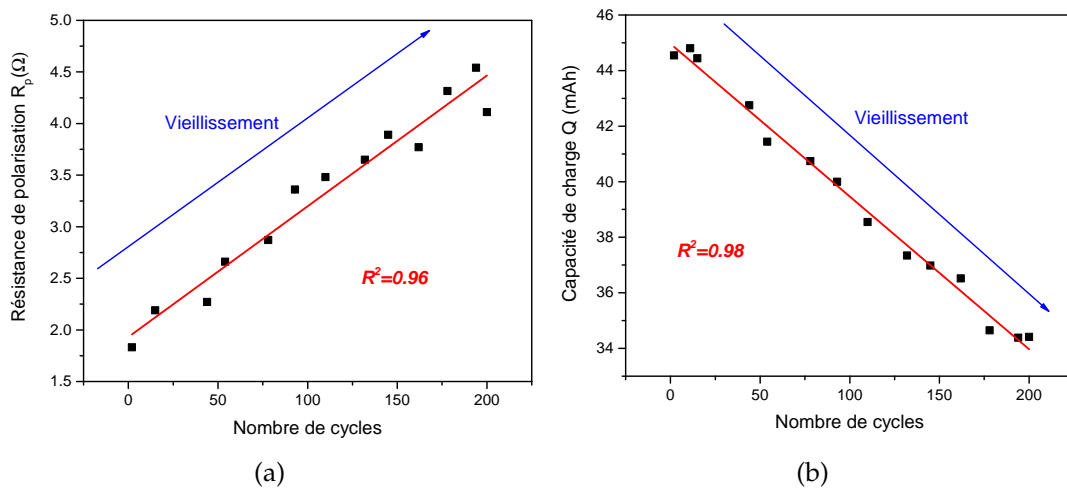 5.0
4.5
4.0
3.5
3.0
2.5
2.0
1.5
0
50
100
150
200
Résistance de polarisation Rp(Ω)
Nombre de cycles
Vieillissement
R²=0.96
(a)
46
44
42
40
38
36
34
0
50
100
150
200
Capacité de charge Q (mAh)
Nombre de cycles
Vieillissement
R²=0.98
(b)